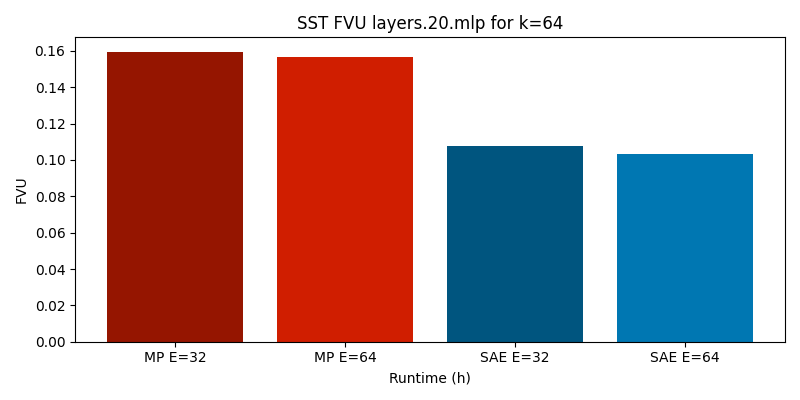 SST FVU layers.20.mlp for k=64
0.16
0.14
0.12
0.10
0.08
0.06
0.04
0.02
0.00
FVU
MP E=32 MP E=64 SAE E=32 SAE E=64
Runtime (h)